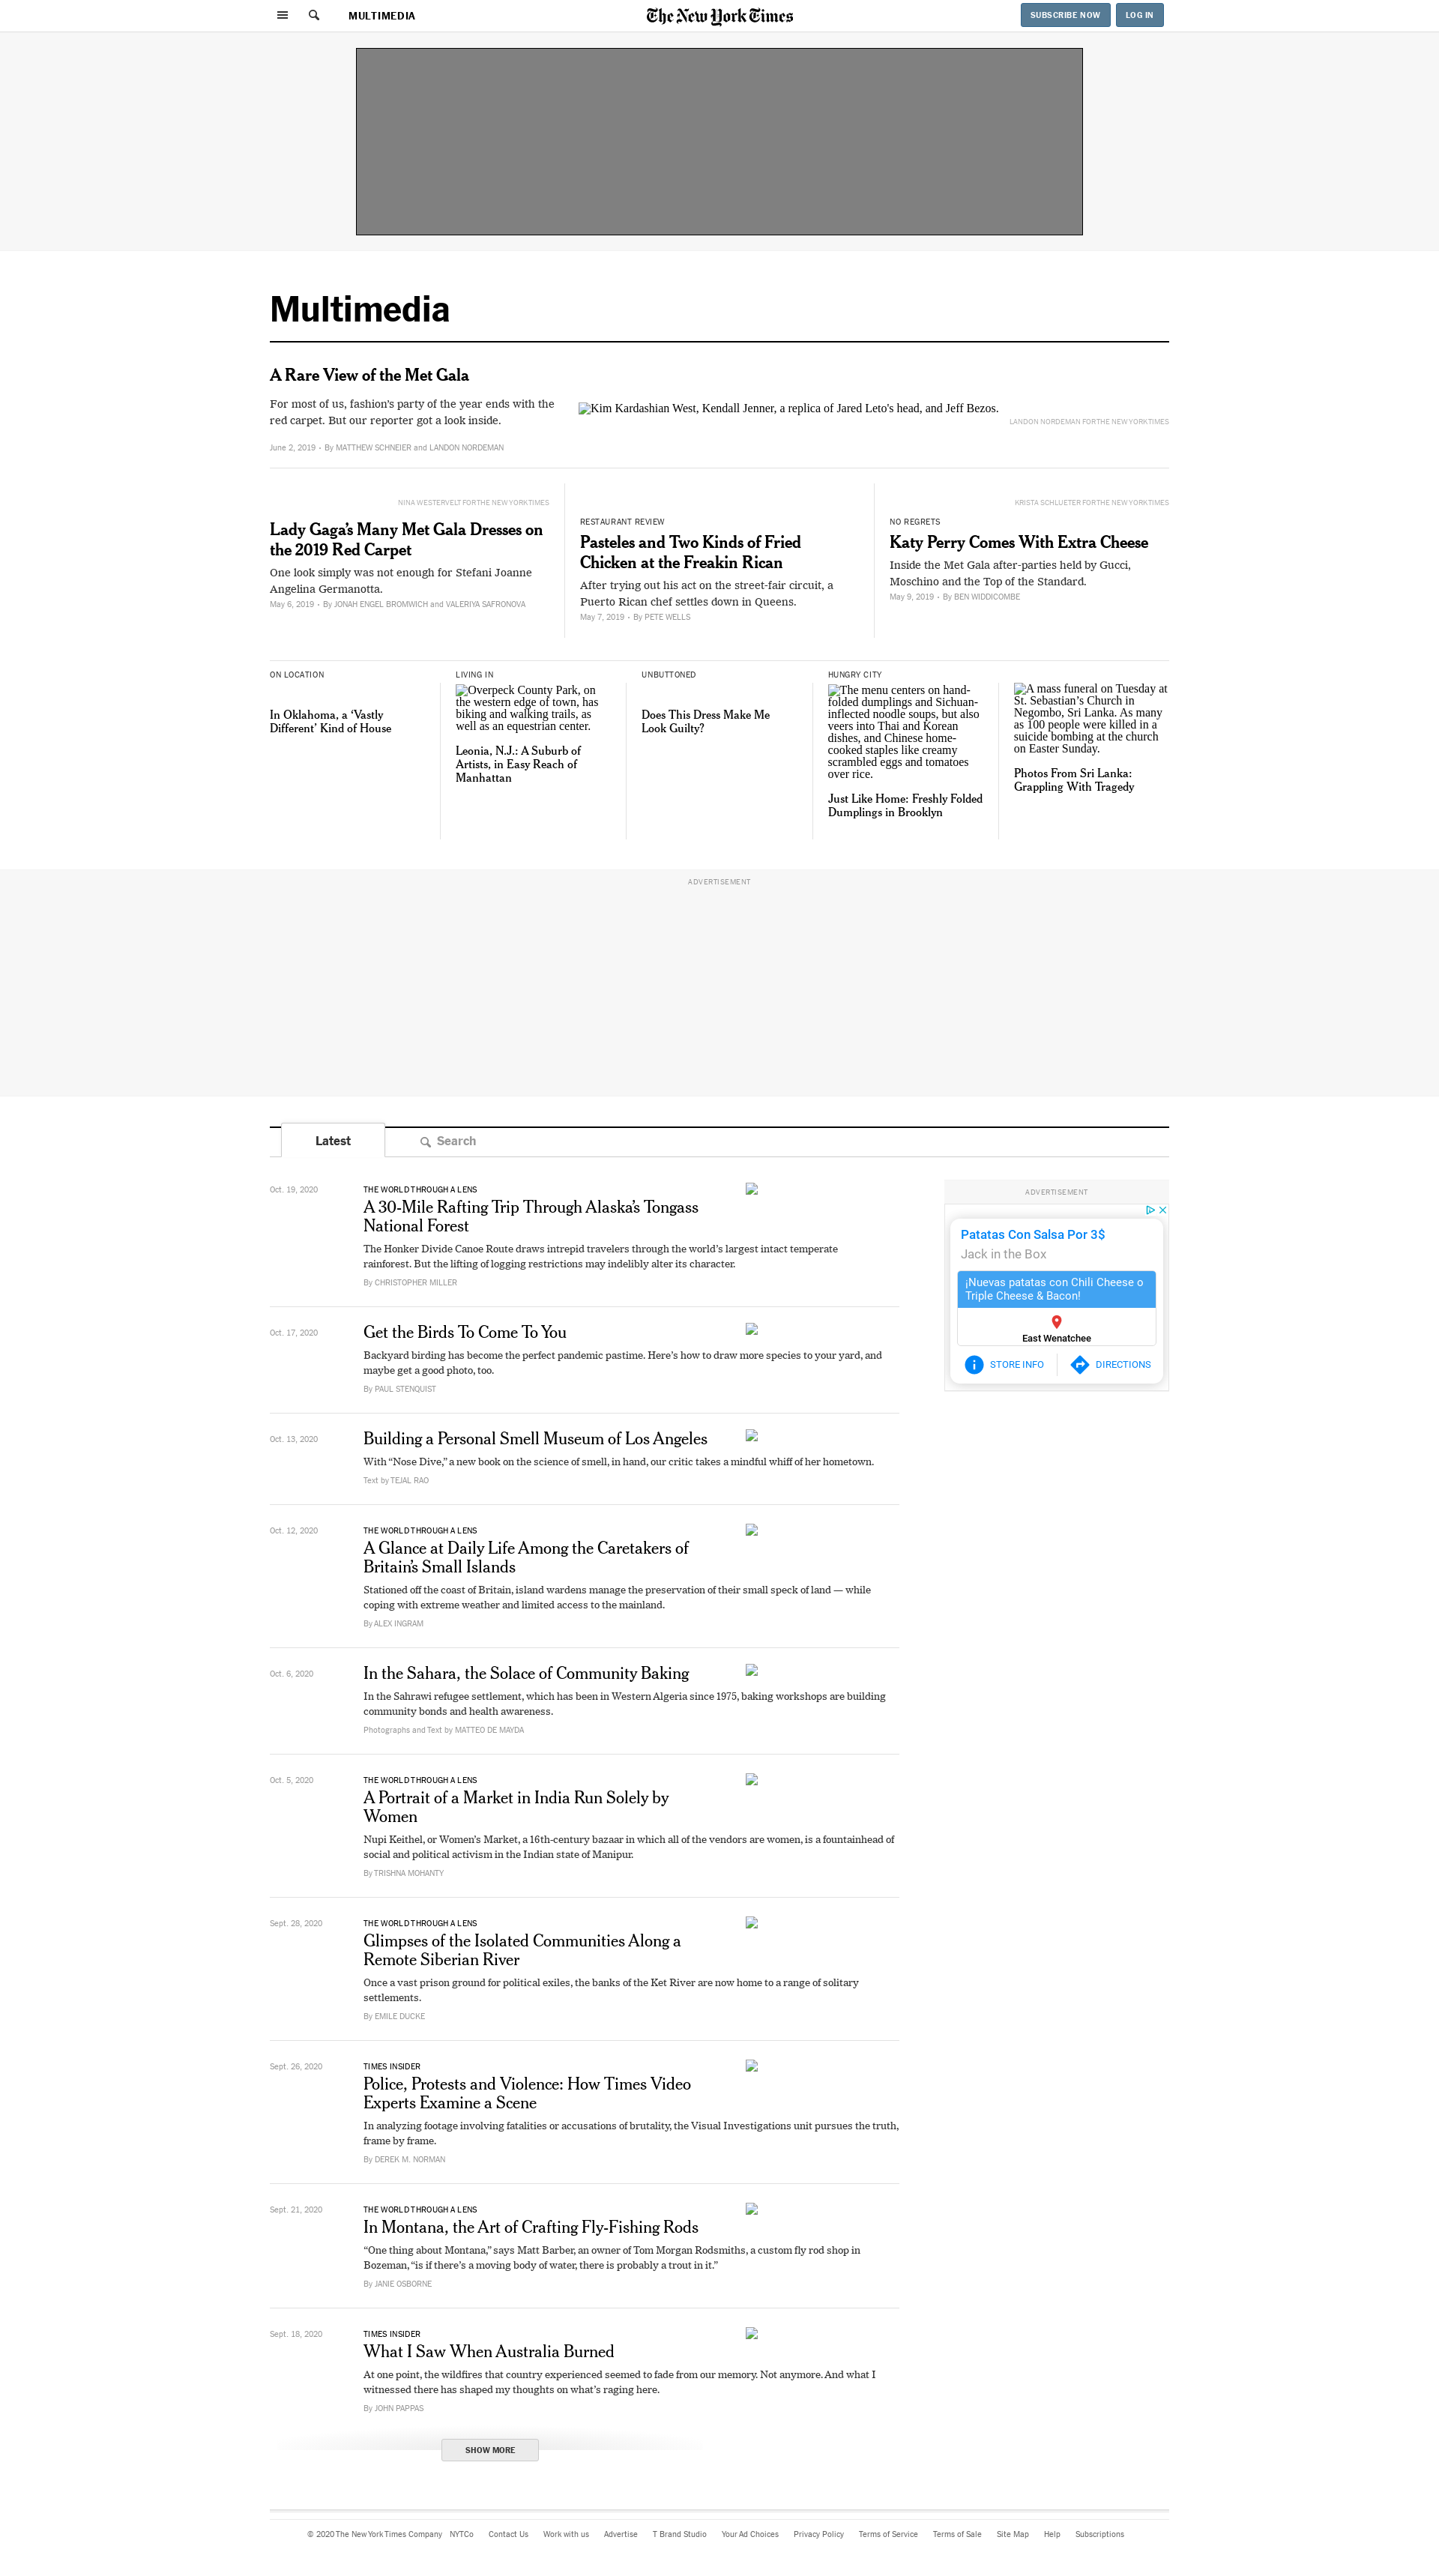 MULTIMEDIA
The New York Times
SUBSCRIBE NOW
LOG IN
Multimedia
A Rare View of the Met Gala
For most of us, fashion's party of the year ends with the
red carpet. But our reporter got a look inside.
June 2, 2019 • By MATTHEW SCHNEIER and LANDON NORDEMAN
Kim Kardashian West, Kendall Jenner, a replica of Jared Leto's head, and Jeff Bezos.
LANDON NORDEMAN FOR THE NEW YORK TIMES
NINA WESTERVELT FOR THE NEW YORK TIMES
Lady Gaga's Many Met Gala Dresses on
the 2019 Red Carpet
One look simply was not enough for Stefani Joanne
Angelina Germanotta.
May 6, 2019 • By JONAH ENGEL BROMWICH and VALERIYA SAFRONOVA
RESTAURANT REVIEW
Pasteles and Two Kinds of Fried
Chicken at the Freakin Rican
After trying out his act on the street-fair circuit, a
Puerto Rican chef settles down in Queens.
May 7, 2019 • By PETE WELLS
KRISTA SCHLUETER FOR THE NEW YORK TIMES
NO REGRETS
Katy Perry Comes With Extra Cheese
Inside the Met Gala after-parties held by Gucci,
Moschino and the Top of the Standard.
May 9, 2019 • By BEN WIDDICOMBE
ON LOCATION
In Oklahoma, a ‘Vastly
Different’ Kind of House
LIVING IN
Overpeck County Park, on
the western edge of town, has
biking and walking trails, as
well as an equestrian center.
Leonia, N.J.: A Suburb of
Artists, in Easy Reach of
Manhattan
UNBUTTONED
Does This Dress Make Me
Look Guilty?
HUNGRY CITY
The menu centers on hand-
folded dumplings and Sichuan-
inflected noodle soups, but also
veers into Thai and Korean
dishes, and Chinese home-
cooked staples like creamy
scrambled eggs and tomatoes
over rice.
Just Like Home: Freshly Folded
Dumplings in Brooklyn
A mass funeral on Tuesday at
St. Sebastian’s Church in
Negombo, Sri Lanka. As many
as 100 people were killed in a
suicide bombing at the church
on Easter Sunday.
Photos From Sri Lanka:
Grappling With Tragedy
ADVERTISEMENT
Latest
Search
Oct. 19, 2020
THE WORLD THROUGH A LENS
A 30-Mile Rafting Trip Through Alaska’s Tongass
National Forest
The Honker Divide Canoe Route draws intrepid travelers through the world’s largest intact temperate
rainforest. But the lifting of logging restrictions may indelibly alter its character.
By CHRISTOPHER MILLER
Oct. 17, 2020
Get the Birds To Come To You
Backyard birding has become the perfect pandemic pastime. Here’s how to draw more species to your yard, and
maybe get a good photo, too.
By PAUL STENQUIST
Oct. 13, 2020
Building a Personal Smell Museum of Los Angeles
With “Nose Dive,” a new book on the science of smell, in hand, our critic takes a mindful whiff of her hometown.
Text by TEJAL RAO
Oct. 12, 2020
THE WORLD THROUGH A LENS
A Glance at Daily Life Among the Caretakers of
Britain’s Small Islands
Stationed off the coast of Britain, island wardens manage the preservation of their small speck of land — while
coping with extreme weather and limited access to the mainland.
By ALEX INGRAM
Oct. 6, 2020
In the Sahara, the Solace of Community Baking
In the Sahrawi refugee settlement, which has been in Western Algeria since 1975, baking workshops are building
community bonds and health awareness.
Photographs and Text by MATTEO DE MAYDA
Oct. 5, 2020
THE WORLD THROUGH A LENS
A Portrait of a Market in India Run Solely by
Women
Nupi Keithel, or Women’s Market, a 16th-century bazaar in which all of the vendors are women, is a fountainhead of
social and political activism in the Indian state of Manipur.
By TRISHNA MOHANTY
Sept. 28, 2020
THE WORLD THROUGH A LENS
Glimpses of the Isolated Communities Along a
Remote Siberian River
Once a vast prison ground for political exiles, the banks of the Ket River are now home to a range of solitary
settlements.
By EMILE DUCKE
Sept. 26, 2020
TIMES INSIDER
Police, Protests and Violence: How Times Video
Experts Examine a Scene
In analyzing footage involving fatalities or accusations of brutality, the Visual Investigations unit pursues the truth,
frame by frame.
By DEREK M. NORMAN
Sept. 21, 2020
THE WORLD THROUGH A LENS
In Montana, the Art of Crafting Fly-Fishing Rods
“One thing about Montana,” says Matt Barber, an owner of Tom Morgan Rodsmiths, a custom fly rod shop in
Bozeman, “is if there’s a moving body of water, there is probably a trout in it.”
By JANIE OSBORNE
Sept. 18, 2020
TIMES INSIDER
What I Saw When Australia Burned
At one point, the wildfires that country experienced seemed to fade from our memory. Not anymore. And what I
witnessed there has shaped my thoughts on what’s raging here.
By JOHN PAPPAS
SHOW MORE
ADVERTISEMENT
Patatas Con Salsa Por 3$
Jack in the Box
¡Nuevas patatas con Chili Cheese o
Triple Cheese & Bacon!
East Wenatchee
STORE INFO
DIRECTIONS
© 2020 The New York Times Company NYTCo Contact Us Work with us Advertise T Brand Studio Your Ad Choices Privacy Policy Terms of Service Terms of Sale Site Map Help Subscriptions